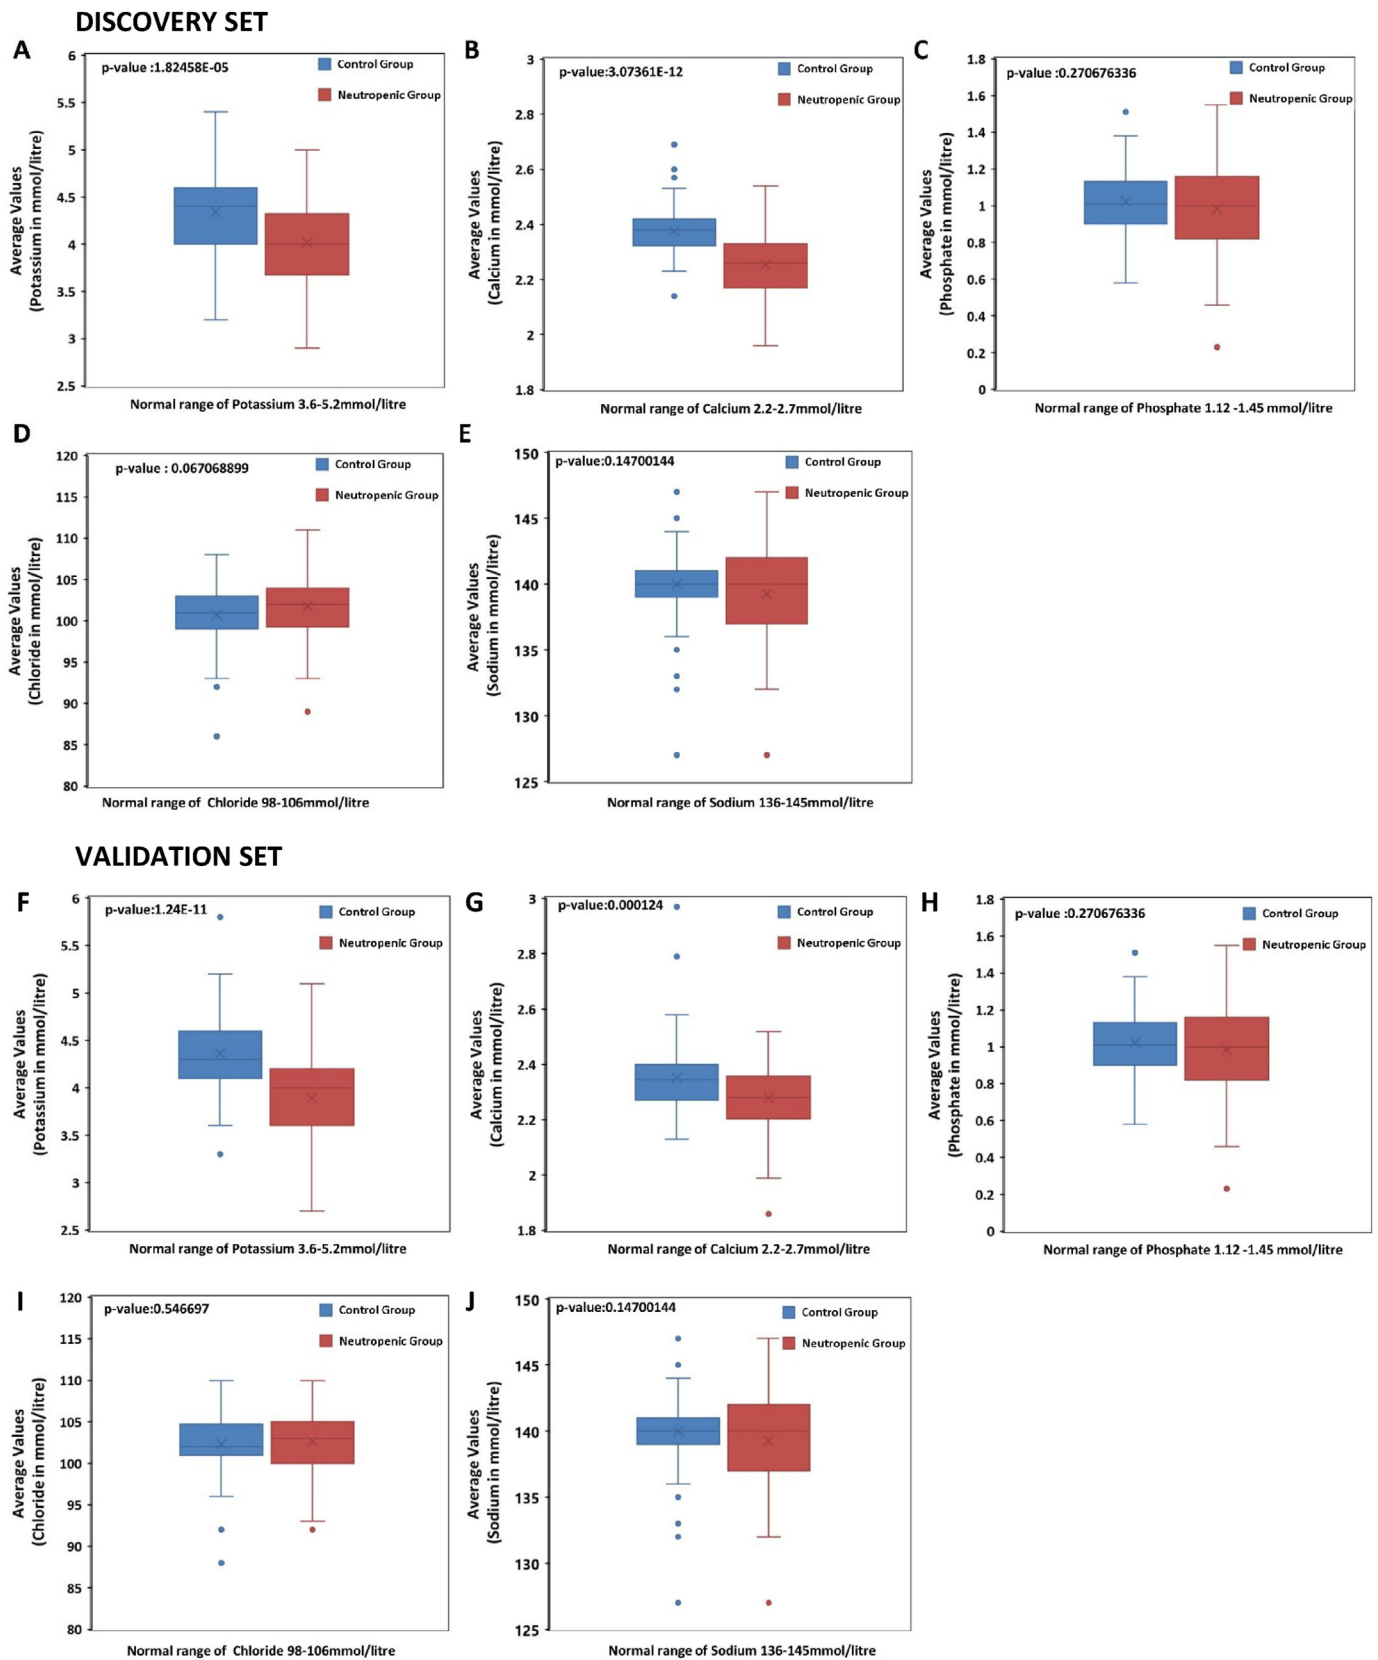 DISCOVERY SET
A
p-value :1.82458E-05
Control Group
Neutropenic Group
6
5.5
5
4.5
4
3.5
3
2.5
Average Values
(Potassium in mmol/litre)
Normal range of Potassium 3.6-5.2mmol/litre
B
p-value:3.07361E-12
Control Group
Neutropenic Group
3
2.8
2.6
2.4
2.2
2
1.8
Average Values
(Calcium in mmol/litre)
Normal range of Calcium 2.2-2.7mmol/litre
C
p-value :0.270676336
Control Group
Neutropenic Group
1.8
1.6
1.4
1.2
1
0.8
0.6
0.4
0.2
0
Average Values
(Phosphate in mmol/litre)
Normal range of Phosphate 1.12 -1.45 mmol/litre
D
p-value : 0.067068899
Control Group
Neutropenic Group
120
115
110
105
100
95
90
85
80
Average Values
(Chloride in mmol/litre)
Normal range of Chloride 98-106mmol/litre
E
p-value:0.14700144
Control Group
Neutropenic Group
150
145
140
135
130
125
Average Values
(Sodium in mmol/litre)
Normal range of Sodium 136-145mmol/litre
VALIDATION SET
F
p-value:1.24E-11
Control Group
Neutropenic Group
6
5.5
5
4.5
4
3.5
3
2.5
Average Values
(Potassium in mmol/litre)
Normal range of Potassium 3.6-5.2mmol/litre
G
p-value:0.000124
Control Group
Neutropenic Group
3
2.8
2.6
2.4
2.2
2
1.8
Average Values
(Calcium in mmol/litre)
Normal range of Calcium 2.2-2.7mmol/litre
H
p-value :0.270676336
Control Group
Neutropenic Group
1.8
1.6
1.4
1.2
1
0.8
0.6
0.4
0.2
0
Average Values
(Phosphate in mmol/litre)
Normal range of Phosphate 1.12 -1.45 mmol/litre
I
p-value:0.546697
Control Group
Neutropenic Group
120
115
110
105
100
95
90
85
80
Average Values
(Chloride in mmol/litre)
Normal range of Chloride 98-106mmol/litre
J
p-value:0.14700144
Control Group
Neutropenic Group
150
145
140
135
130
125
Average Values
(Sodium in mmol/litre)
Normal range of Sodium 136-145mmol/litre